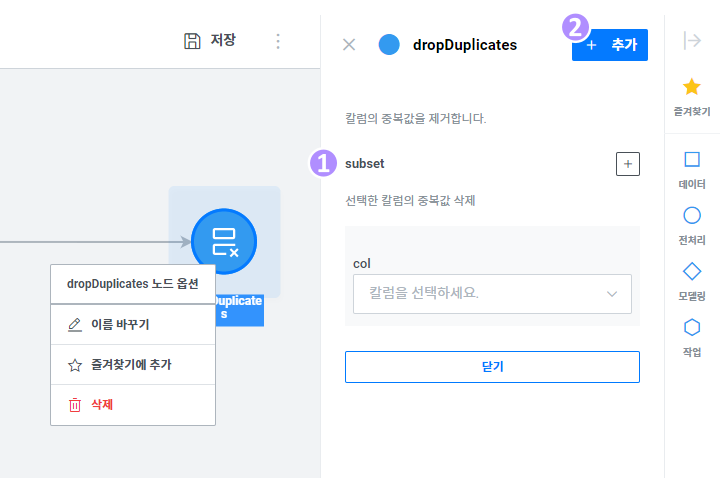 저장
dropDuplicates
2
추가
칼럼의 중복값을 제거합니다.
1
subset
선택한 칼럼의 중복값 삭제
col
칼럼을 선택하세요.
닫기
dropDuplicates 노드 옵션
이름 바꾸기
즐겨찾기에 추가
삭제
uplicate
s
즐겨찾기
데이터
전처리
모델링
작업